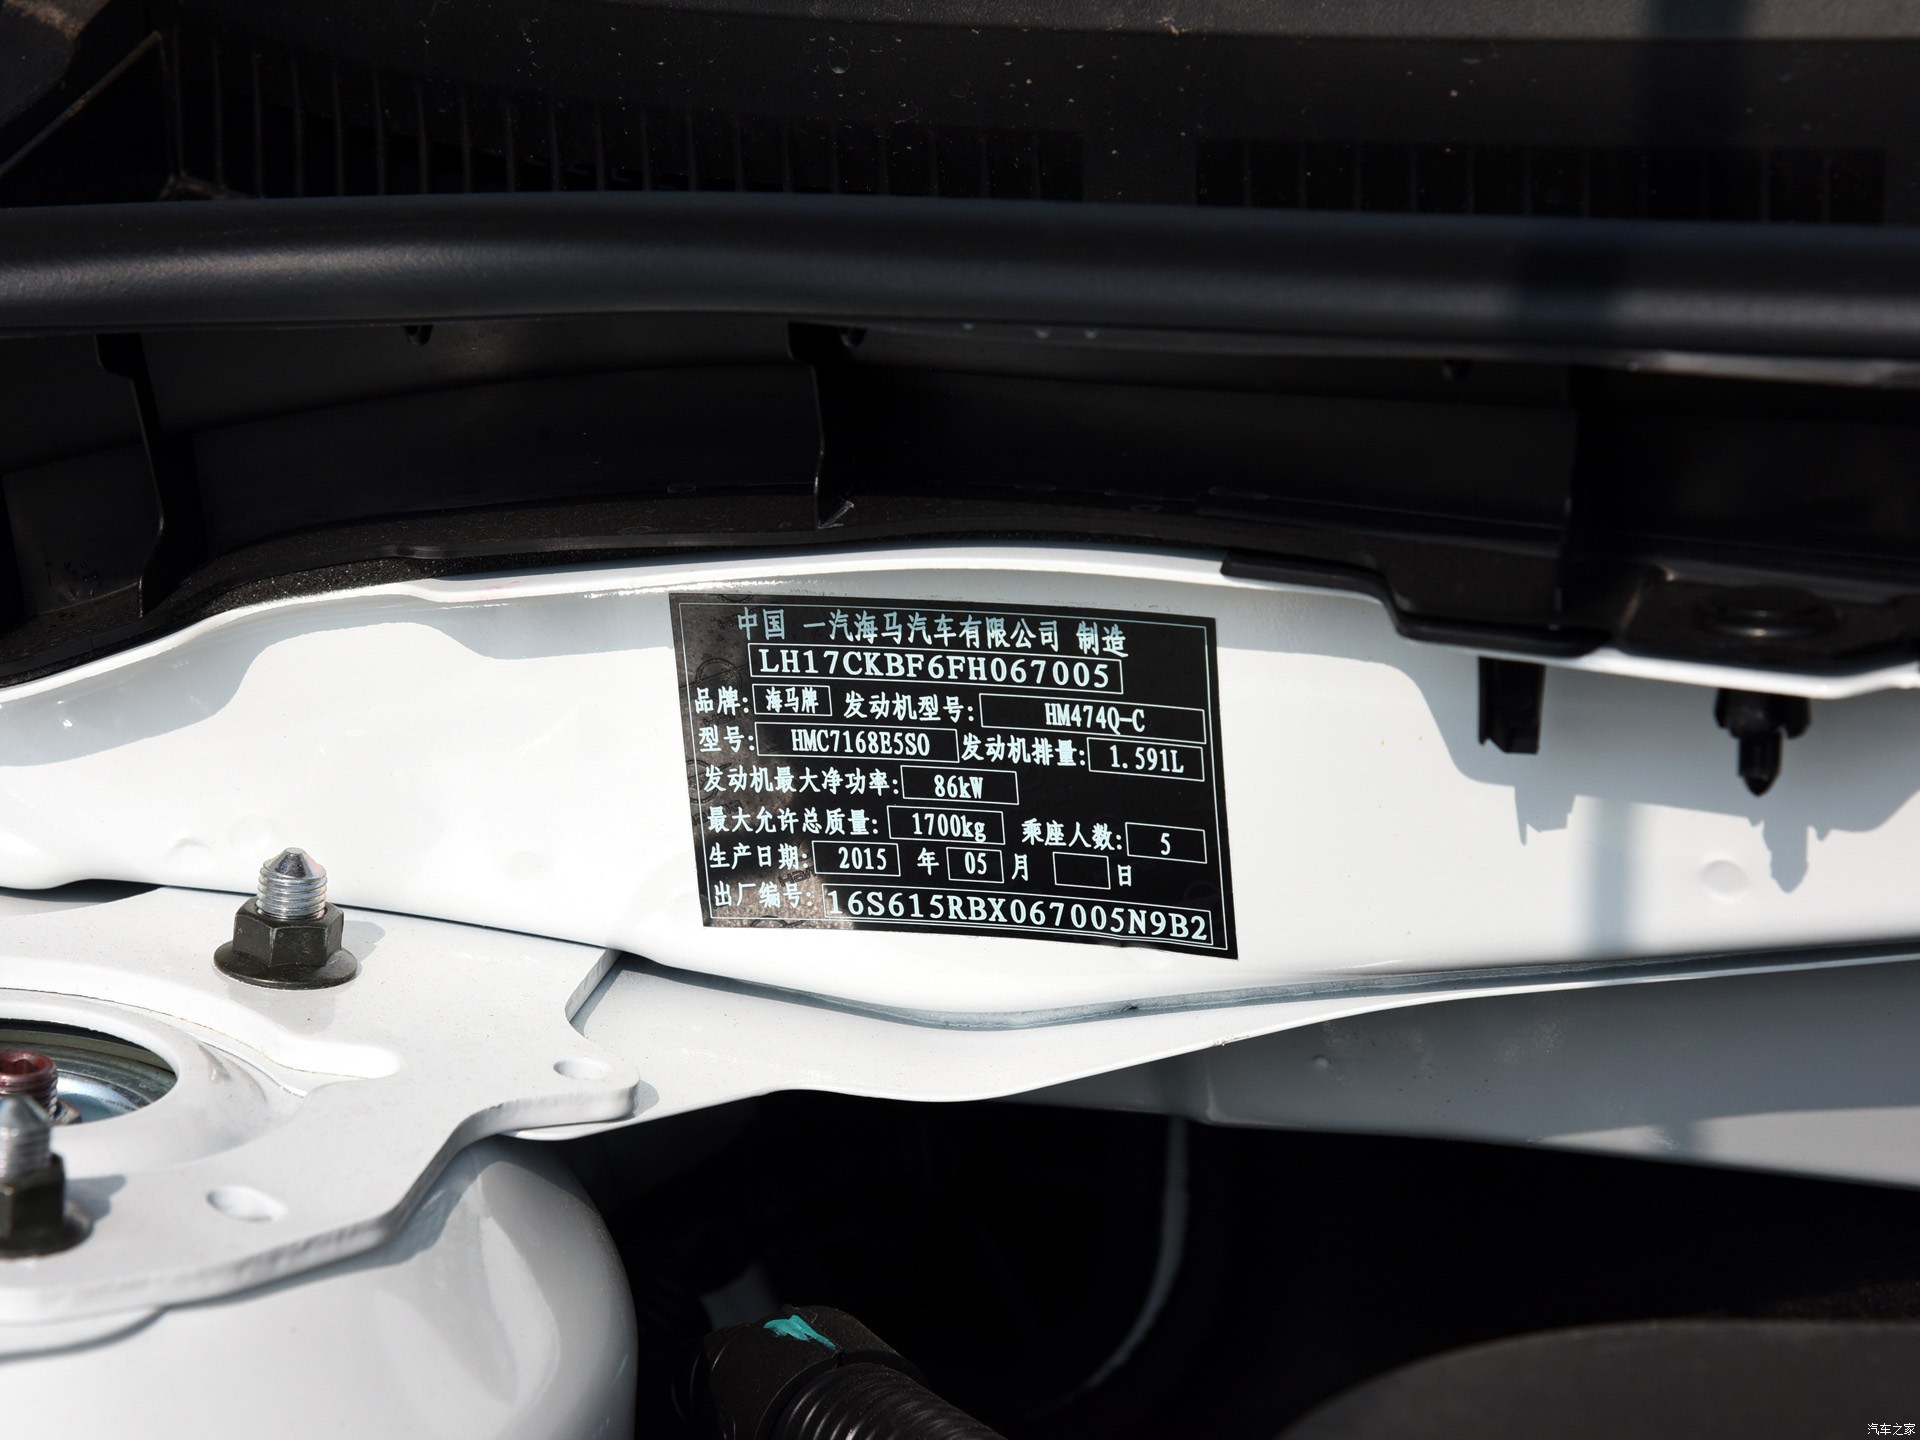 中国 一汽海马汽车有限公司 制造
LH17CKBF6FH067005
品牌: 海马牌 发动机型号: HM474Q-C
型号: HMC7168E5S0 发动机排量: 1.591L
发动机最大净功率: 86kW
最大允许总质量: 1700kg 乘座人数: 5
生产日期: 2015 年 05 月 日
出厂编号: 16S615RBX067005N9B2
汽车之家